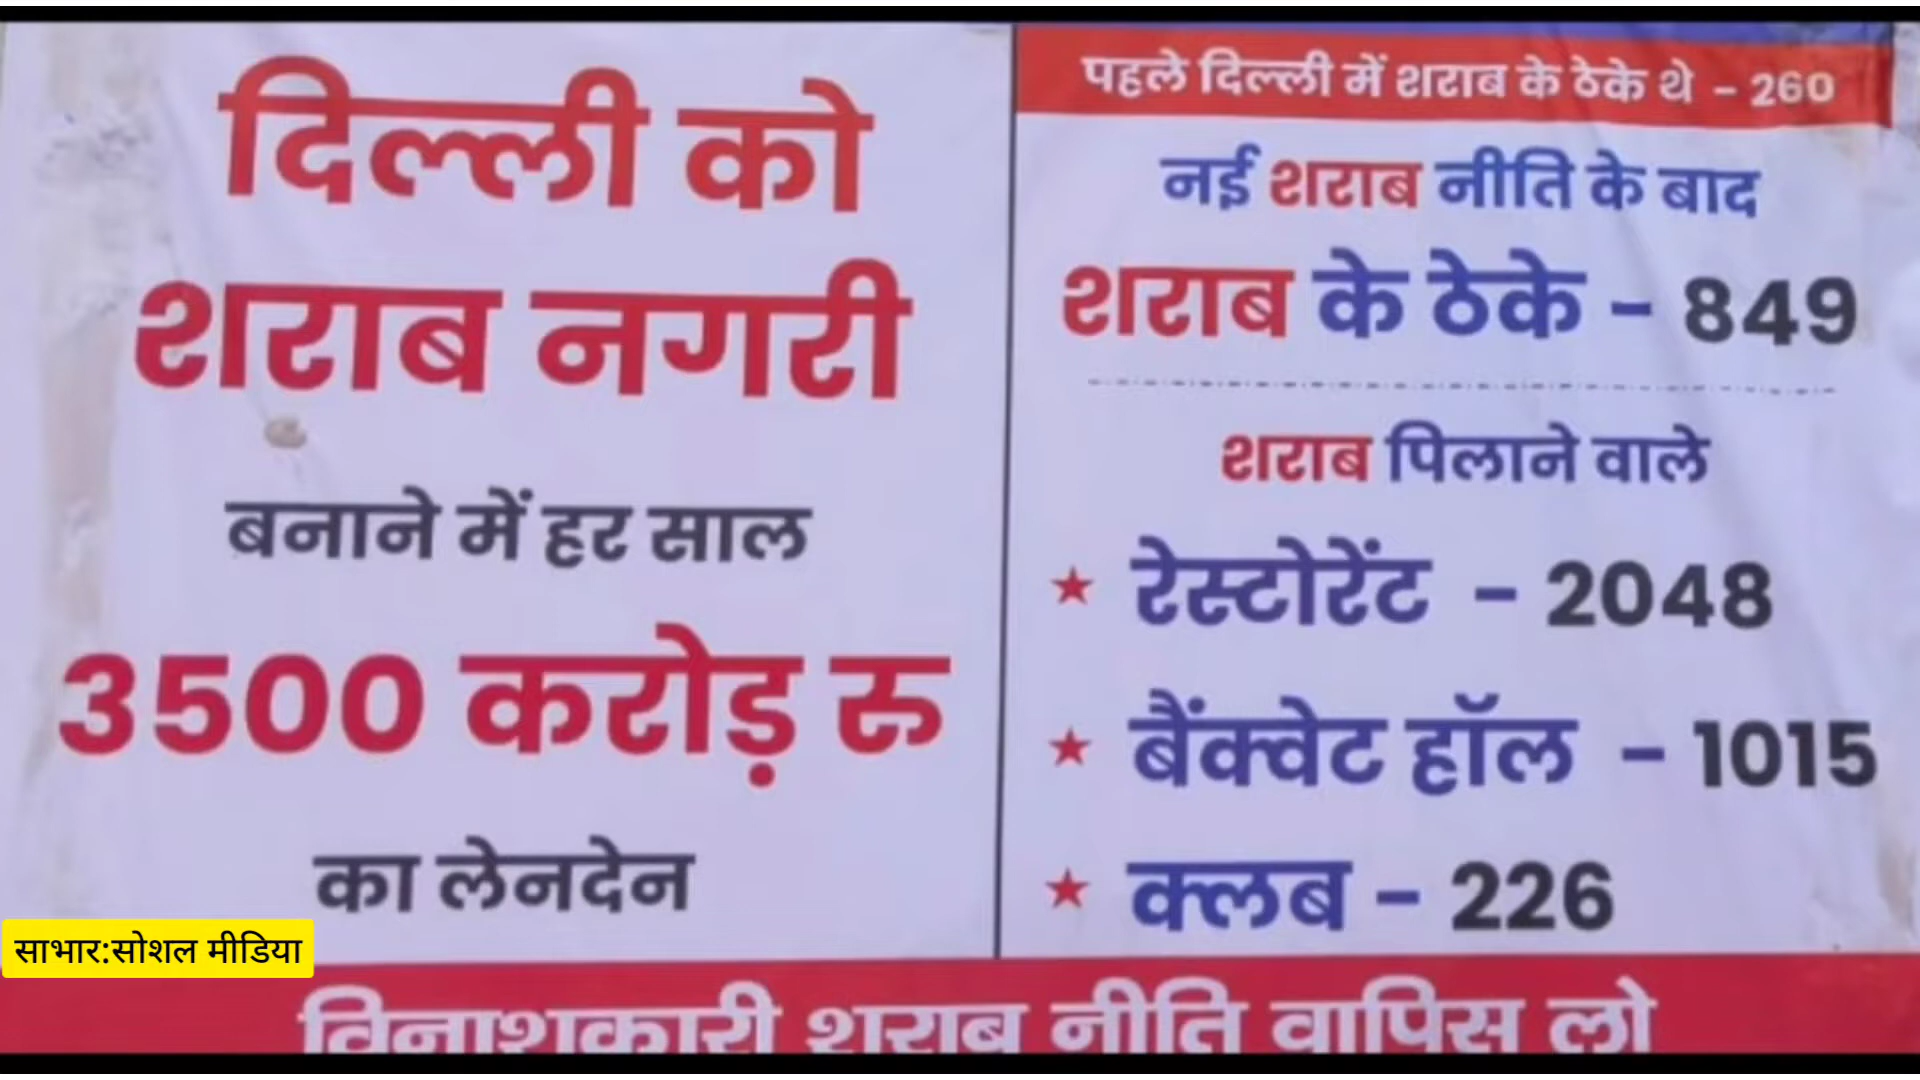 दिल्ली को
शराब नगरी
बनाने में हर साल
3500 करोड़ रु
का लेनदेन
पहले दिल्ली में शराब के ठेके थे - 260
नई शराब नीति के बाद
शराब के ठेके - 849
शराब पिलाने वाले
★ रेस्टोरेंट - 2048
★ बैंक्वेट हॉल - 1015
★ क्लब - 226
साभार:सोशल मीडिया
विनाशकारी शराब नीति वापिस लो